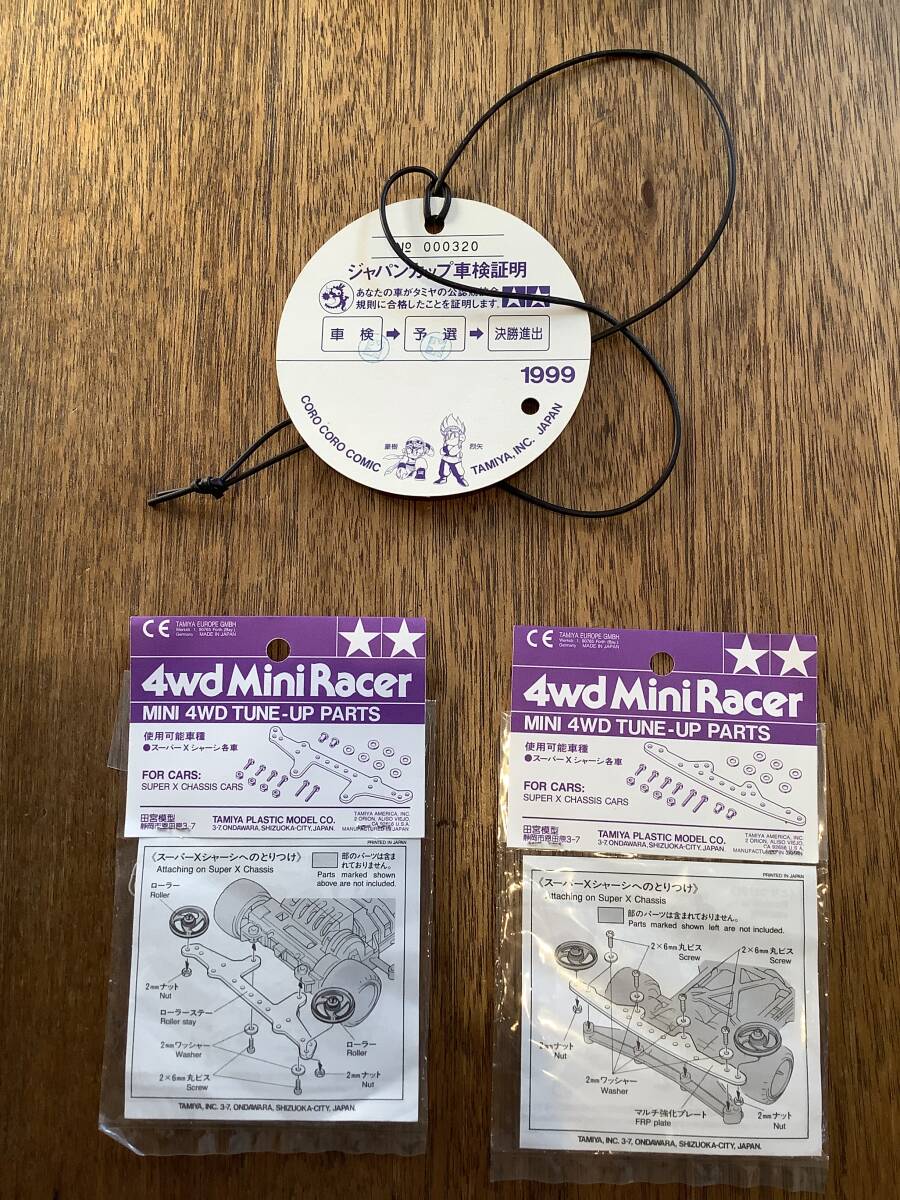 № 000320
ジャパンカップ車検証明
あなたの車がタミヤの公認競技会
規則に合格したことを証明します。
車検 ➡ 予選 ➡ 決勝進出
1999
CORO CORO COMIC
豪樹
烈矢
TAMIYA, INC. JAPAN
CE
TAMIYA EUROPE GMBH
Germany MADE IN JAPAN
4wd Mini Racer
MINI 4WD TUNE-UP PARTS
使用可能車種
●スーパーXシャーシ各車
FOR CARS:
SUPER X CHASSIS CARS
田宮模型
静岡市恩田原3-7
TAMIYA PLASTIC MODEL CO.
3-7, ONDAWARA, SHIZUOKA-CITY, JAPAN.
TAMIYA AMERICA, INC.
2 ORION, ALISO VIEJO,
CA 92656 U.S.A.
MANUFACTURED IN JAPAN
PRINTED IN JAPAN
《スーパーXシャーシへのとりつけ》
Attaching on Super X Chassis
部のパーツは含ま
れておりません。
Parts marked shown
above are not included.
ローラー
Roller
2mmナット
Nut
ローラーステー
Roller stay
2mmワッシャー
Washer
2×6mm丸ビス
Screw
ローラー
Roller
2mmナット
Nut
TAMIYA, INC. 3-7, ONDAWARA, SHIZUOKA-CITY, JAPAN.
CE
TAMIYA EUROPE GMBH
Germany MADE IN JAPAN
4wd Mini Racer
MINI 4WD TUNE-UP PARTS
使用可能車種
●スーパーXシャーシ各車
FOR CARS:
SUPER X CHASSIS CARS
田宮模型
静岡市恩田原3-7
TAMIYA PLASTIC MODEL CO.
3-7, ONDAWARA, SHIZUOKA-CITY, JAPAN.
TAMIYA AMERICA, INC.
2 ORION, ALISO VIEJO,
CA 92656 U.S.A.
MANUFACTURED IN JAPAN
PRINTED IN JAPAN
《スーパーXシャーシへのとりつけ》
Attaching on Super X Chassis
部のパーツは含まれておりません。
Parts marked shown left are not included.
2×6mm丸ビス
Screw
2×6mm丸ビス
Screw
2mmナット
Nut
2mmワッシャー
Washer
マルチ強化プレート
FRP plate
2mmナット
Nut
TAMIYA, INC. 3-7, ONDAWARA, SHIZUOKA-CITY, JAPAN.